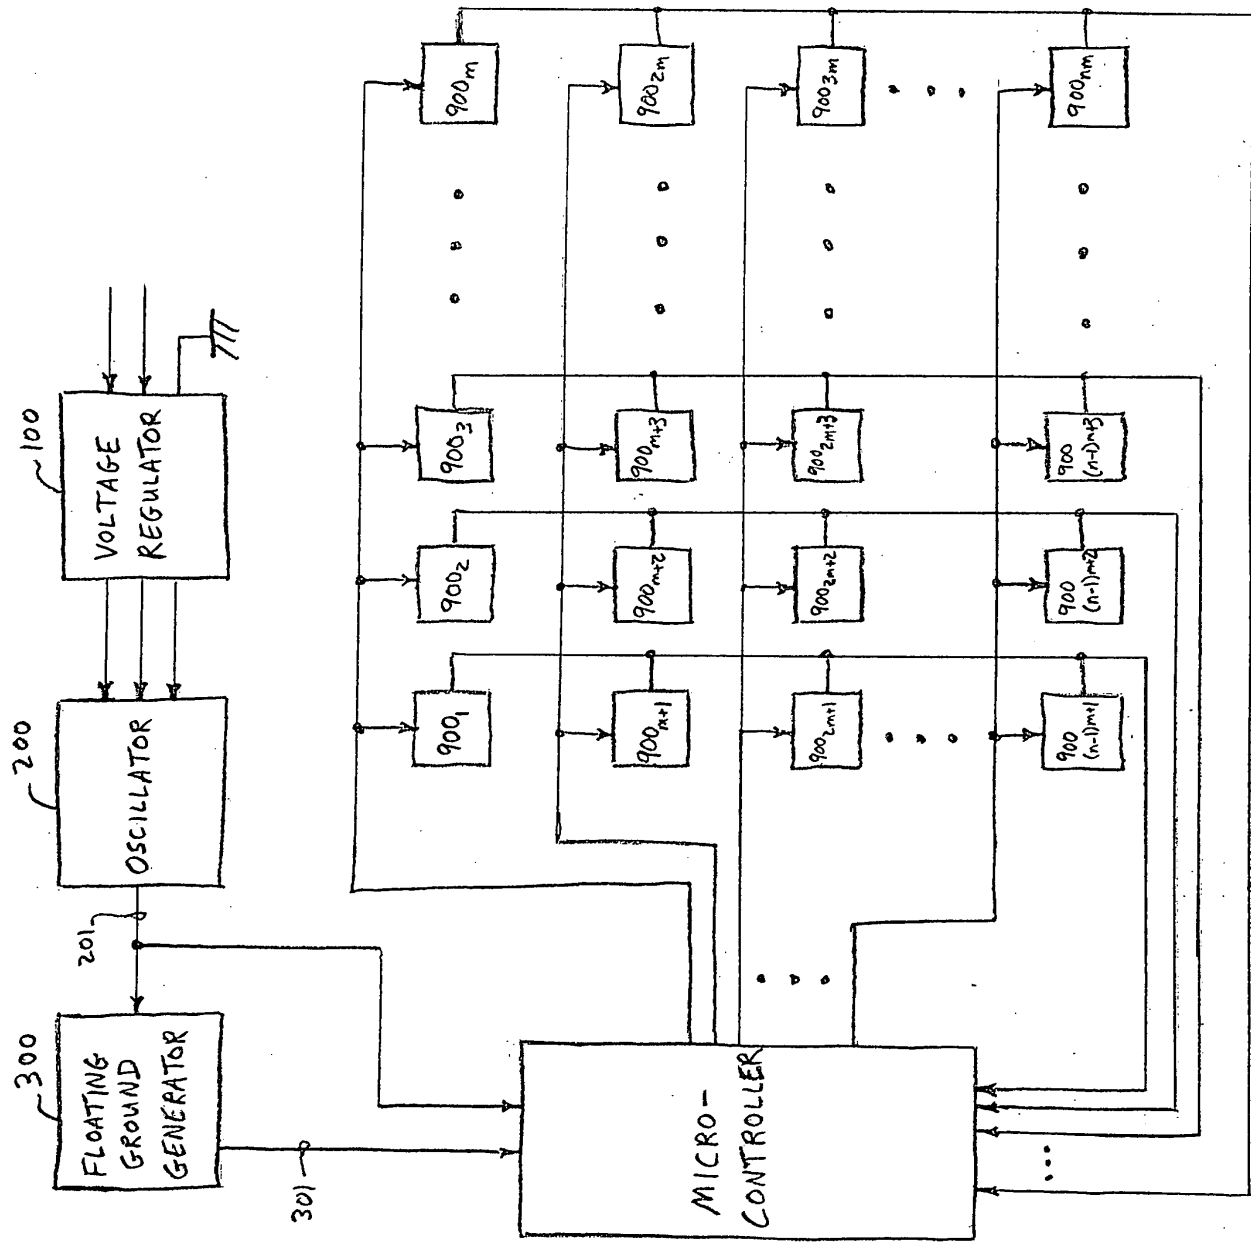 100
VOLTAGE
REGULATOR
200
OSCILLATOR
201
300
FLOATING
GROUND
GENERATOR
301
MICRO-
CONTROLLER
900₁
900₂
900₃
900ₘ
900ₘ₊₁
900ₘ₊₂
900ₘ₊₃
900₂ₘ
900₂ₘ₊₁
900₂ₘ₊₂
900₂ₘ₊₃
900₃ₘ
900
(n-1)m+1
900
(n-1)m+2
900
(n-1)m+3
900ₙₘ